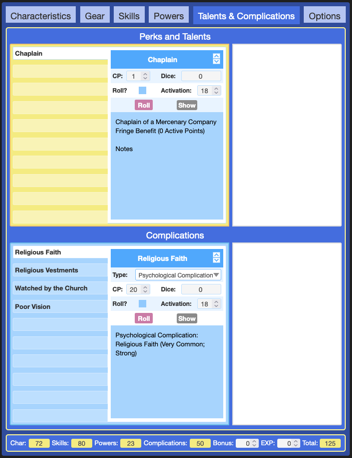 Characteristics Gear Skills Powers Talents & Complications Options
Perks and Talents
Chaplain
Chaplain
CP: 1 Dice: 0
Roll? Activation: 18
Roll Show
Chaplain of a Mercenary Company
Fringe Benefit (0 Active Points)
Notes
Complications
Religious Faith
Religious Vestments
Watched by the Church
Poor Vision
Religious Faith
Type: Psychological Complication
CP: 20 Dice: 0
Roll? Activation: 18
Roll Show
Psychological Complication:
Religious Faith (Very Common;
Strong)
Char: 72 Skills: 80 Powers: 23 Complications: 50 Bonus: 0 EXP: 0 Total: 125